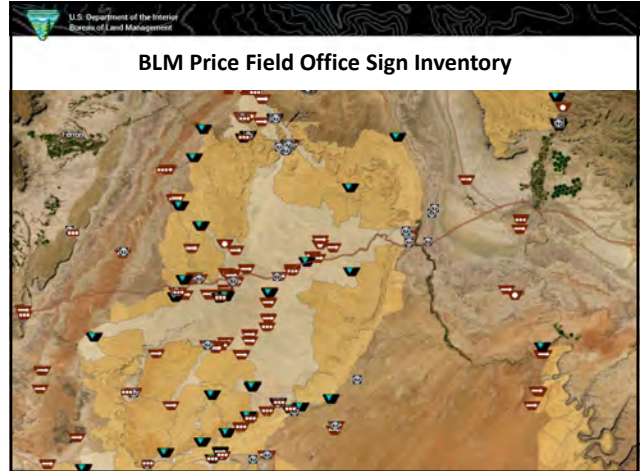 U.S. Department of the Interior
Bureau of Land Management
BLM Price Field Office Sign Inventory
Ferron